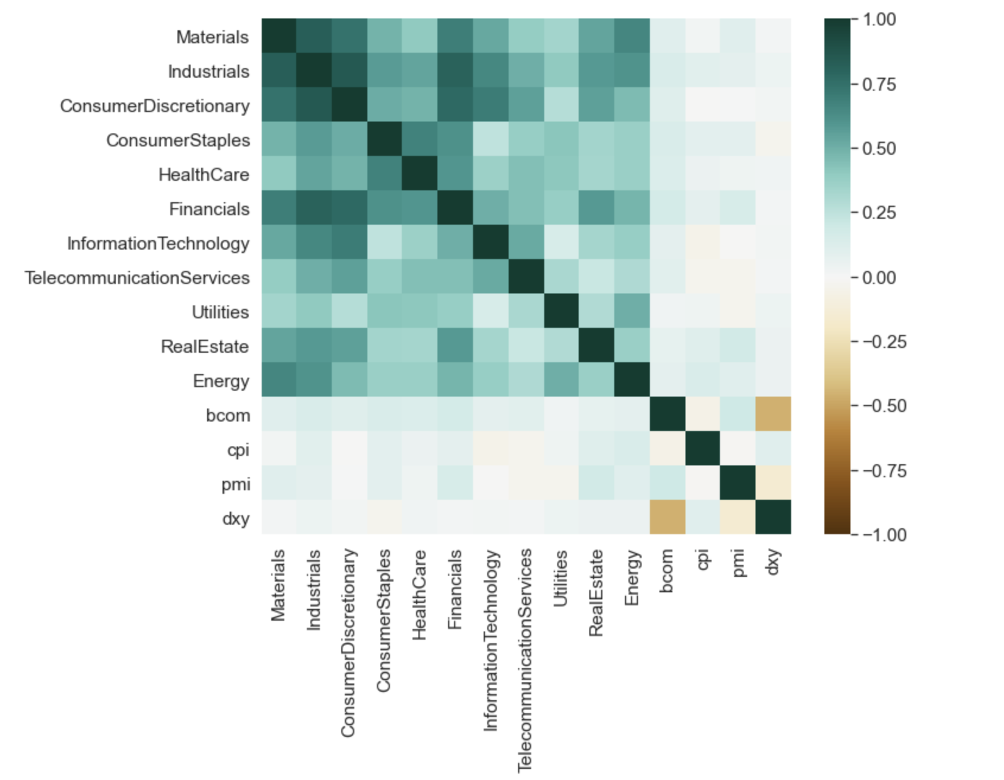 Materials
Industrials
ConsumerDiscretionary
ConsumerStaples
HealthCare
Financials
InformationTechnology
TelecommunicationServices
Utilities
RealEstate
Energy
bcom
cpi
pmi
dxy
Materials
Industrials
ConsumerDiscretionary
ConsumerStaples
HealthCare
Financials
InformationTechnology
TelecommunicationServices
Utilities
RealEstate
Energy
bcom
cpi
pmi
dxy
1.00
0.75
0.50
0.25
0.00
−0.25
−0.50
−0.75
−1.00